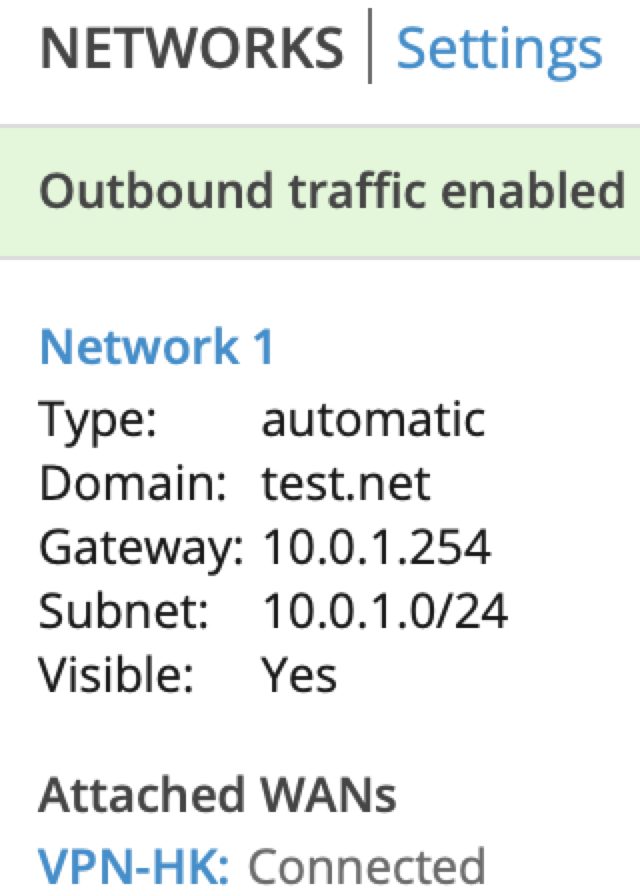 NETWORKS | Settings
Outbound traffic enabled
Network 1
Type: automatic
Domain: test.net
Gateway: 10.0.1.254
Subnet: 10.0.1.0/24
Visible: Yes
Attached WANs
VPN-HK: Connected